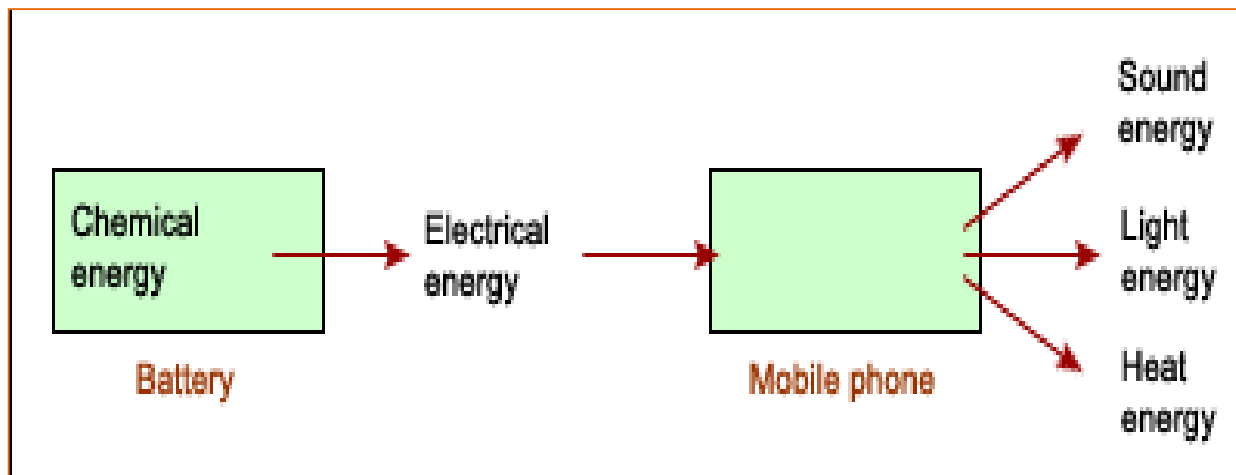 Chemical
energy
Battery
Electrical
energy
Mobile phone
Sound
energy
Light
energy
Heat
energy